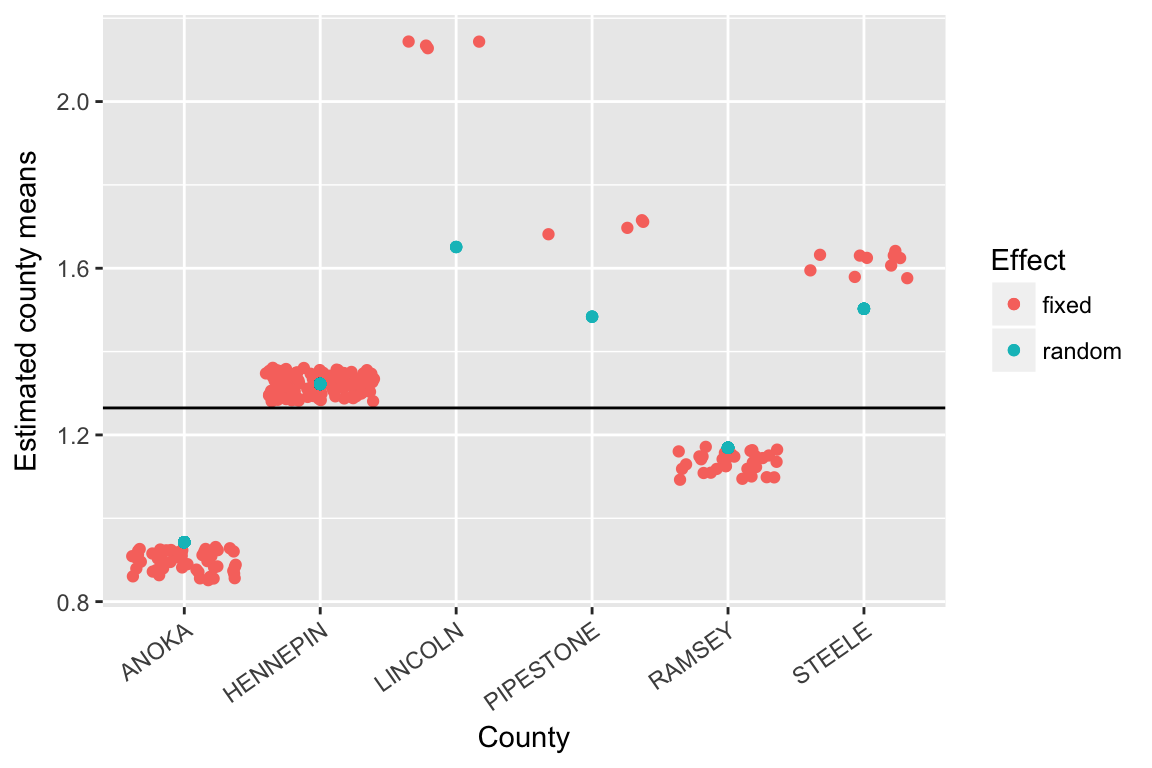 Estimated county means
2.0
1.6
1.2
0.8
ANOKA
HENNEPIN
LINCOLN
PIPESTONE
RAMSEY
STEELE
County
Effect
fixed
random